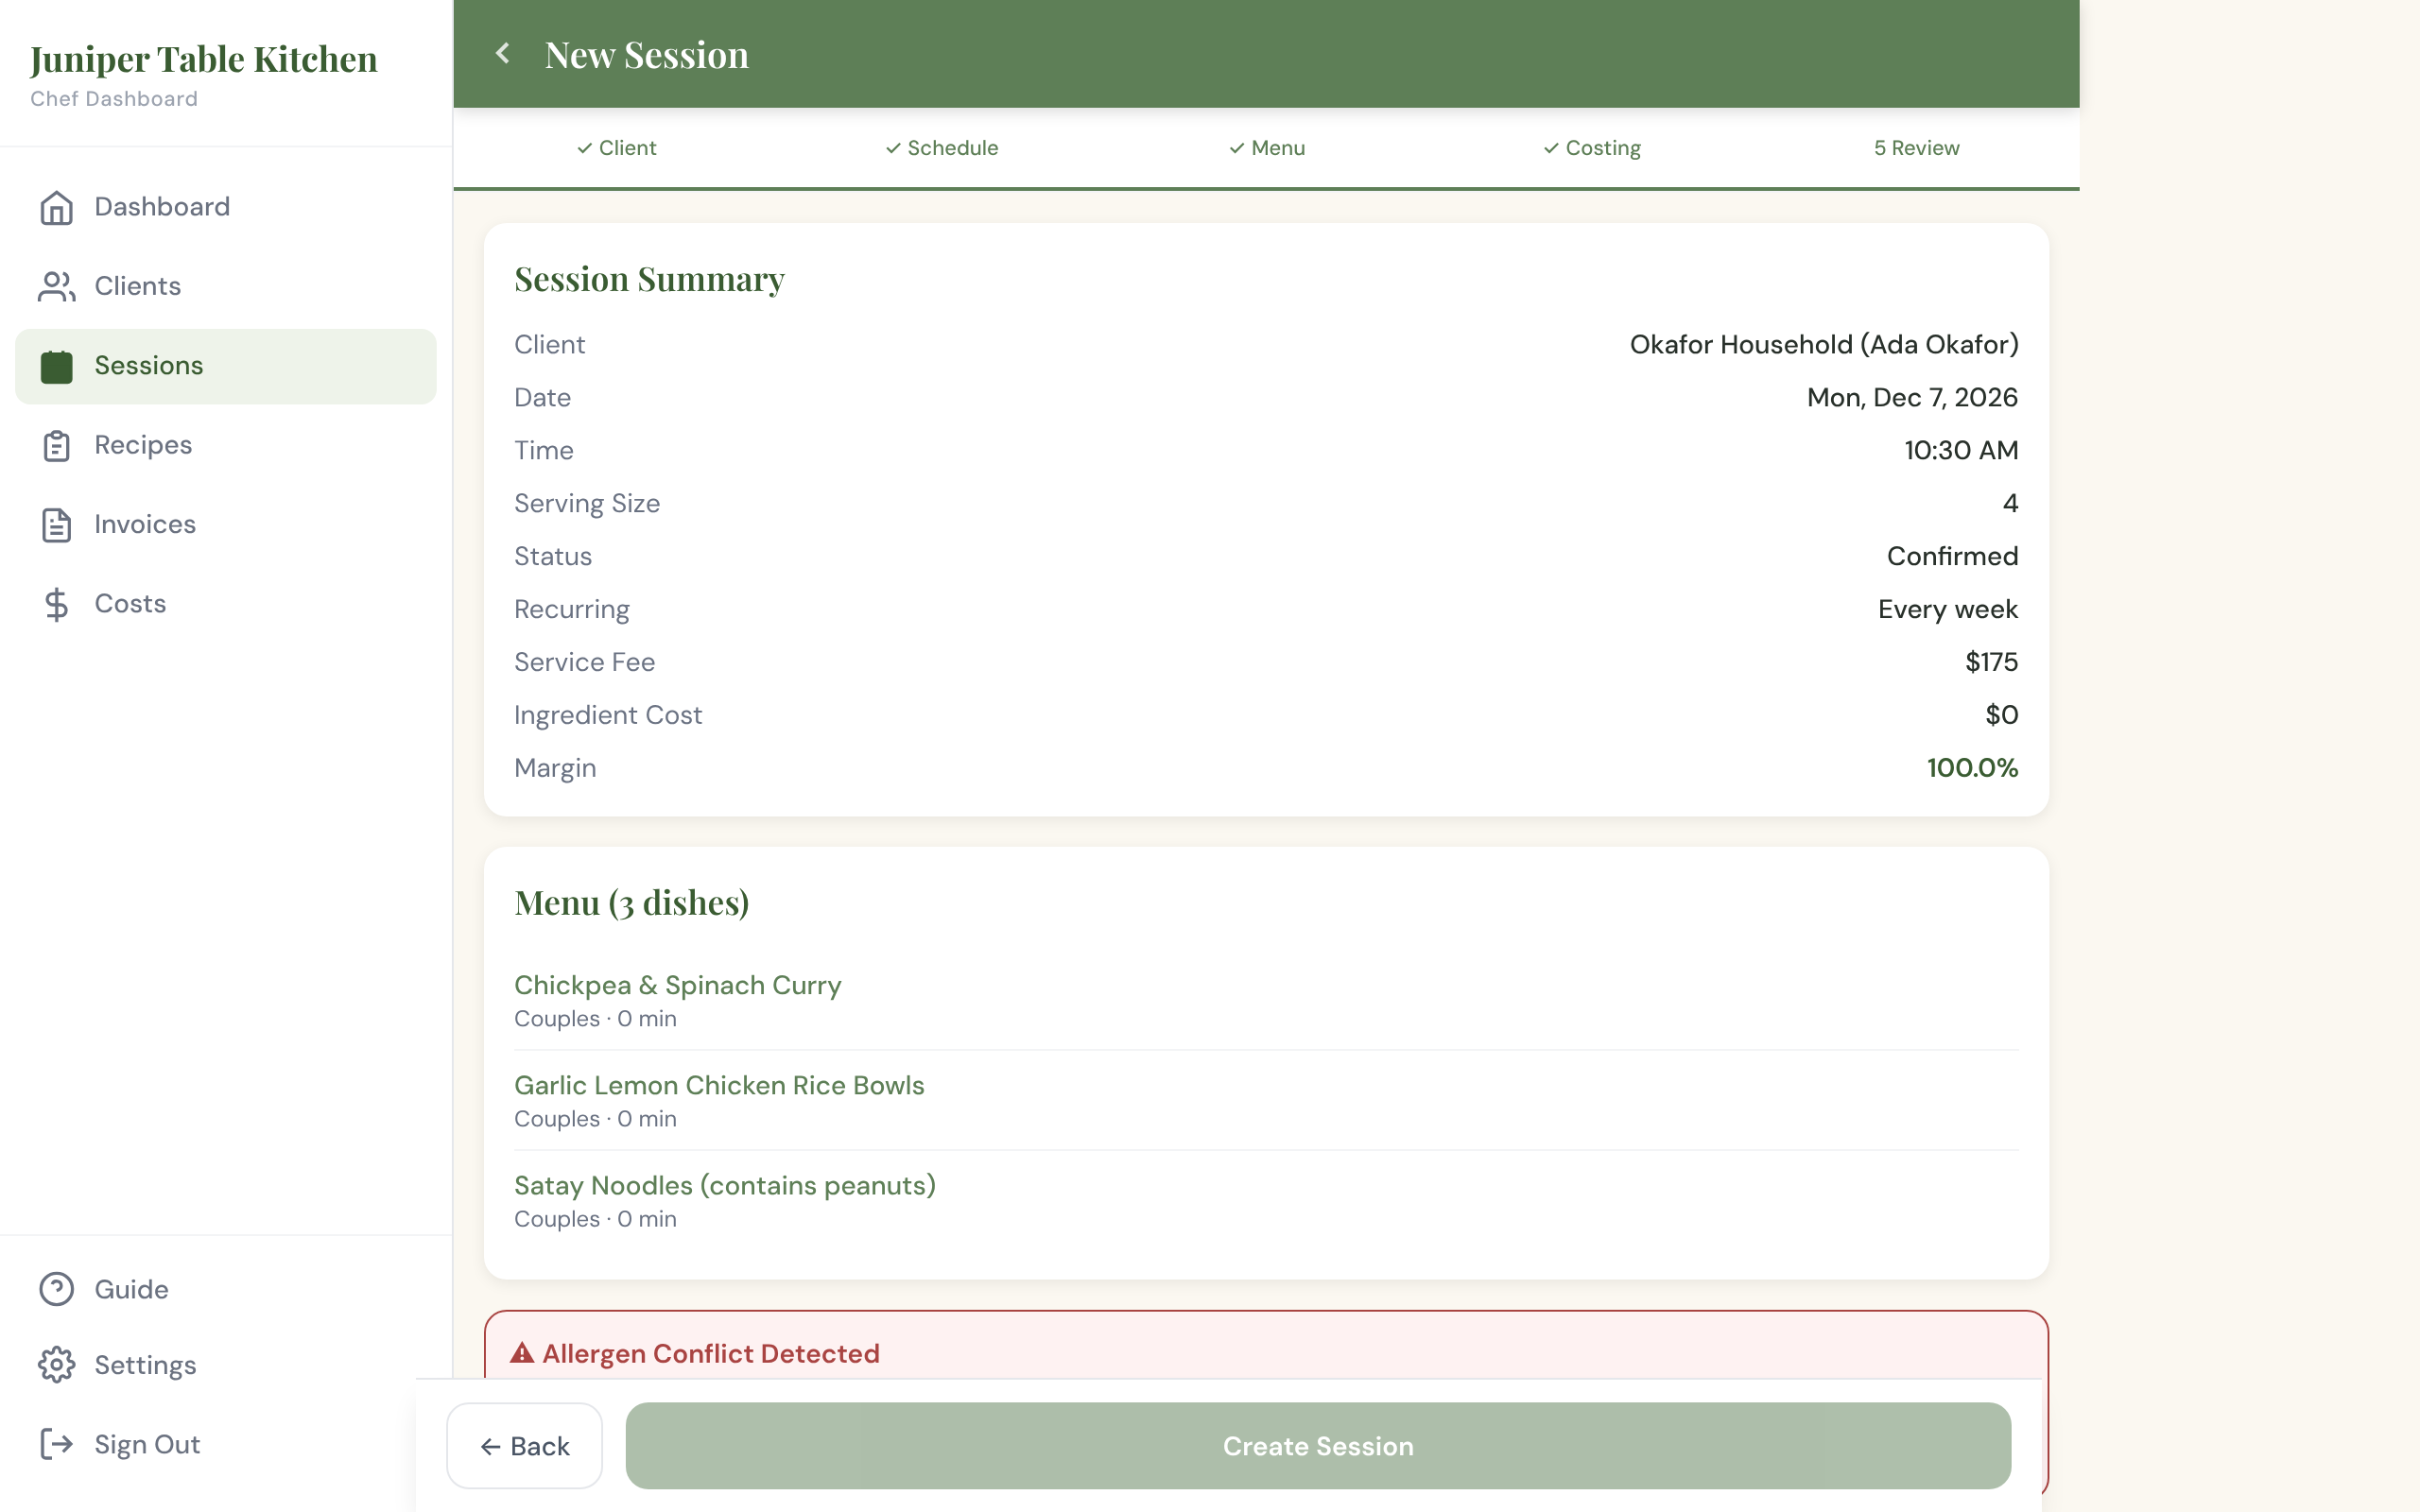 Juniper Table Kitchen
Chef Dashboard
Dashboard
Clients
Sessions
Recipes
Invoices
Costs
Guide
Settings
Sign Out
New Session
✓ Client
✓ Schedule
✓ Menu
✓ Costing
5 Review
Session Summary
Client Okafor Household (Ada Okafor)
Date Mon, Dec 7, 2026
Time 10:30 AM
Serving Size 4
Status Confirmed
Recurring Every week
Service Fee $175
Ingredient Cost $0
Margin 100.0%
Menu (3 dishes)
Chickpea & Spinach Curry
Couples · 0 min
Garlic Lemon Chicken Rice Bowls
Couples · 0 min
Satay Noodles (contains peanuts)
Couples · 0 min
⚠ Allergen Conflict Detected
← Back
Create Session